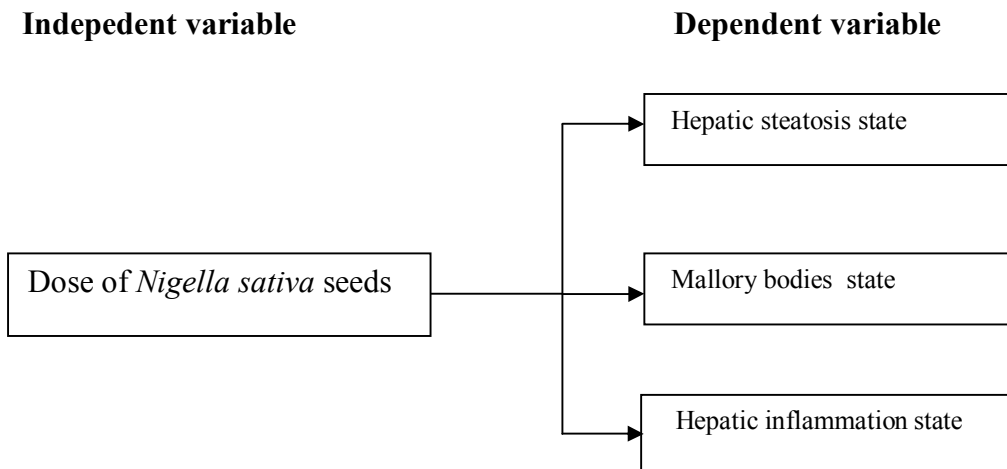 Indepedent variable
Dependent variable
Hepatic steatosis state
Dose of Nigella sativa seeds
Mallory bodies state
Hepatic inflammation state